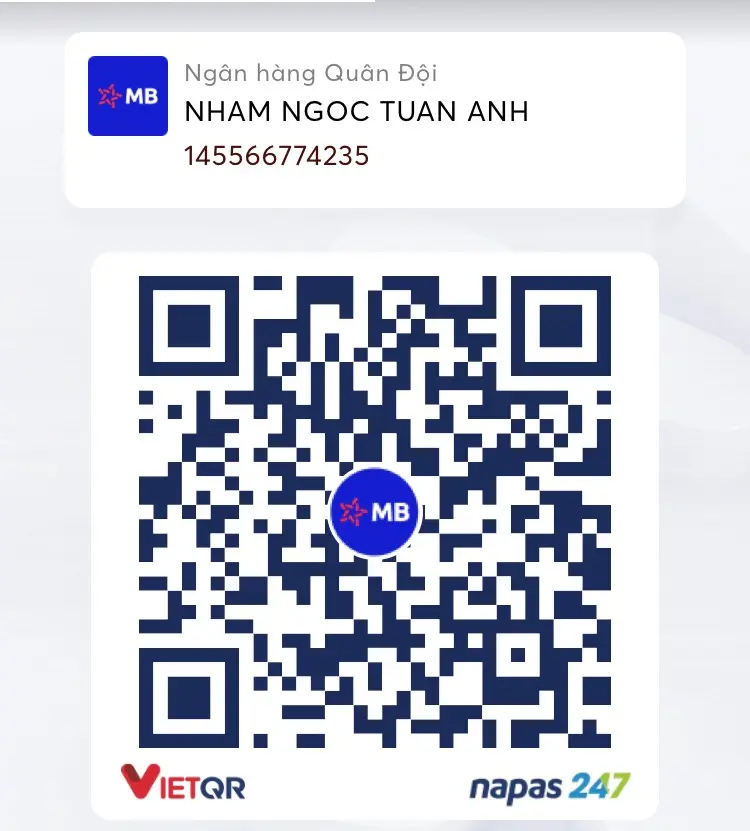 MB
Ngân hàng Quân Đội
NHAM NGOC TUAN ANH
145566774235
MB
VIETQR
napas 247